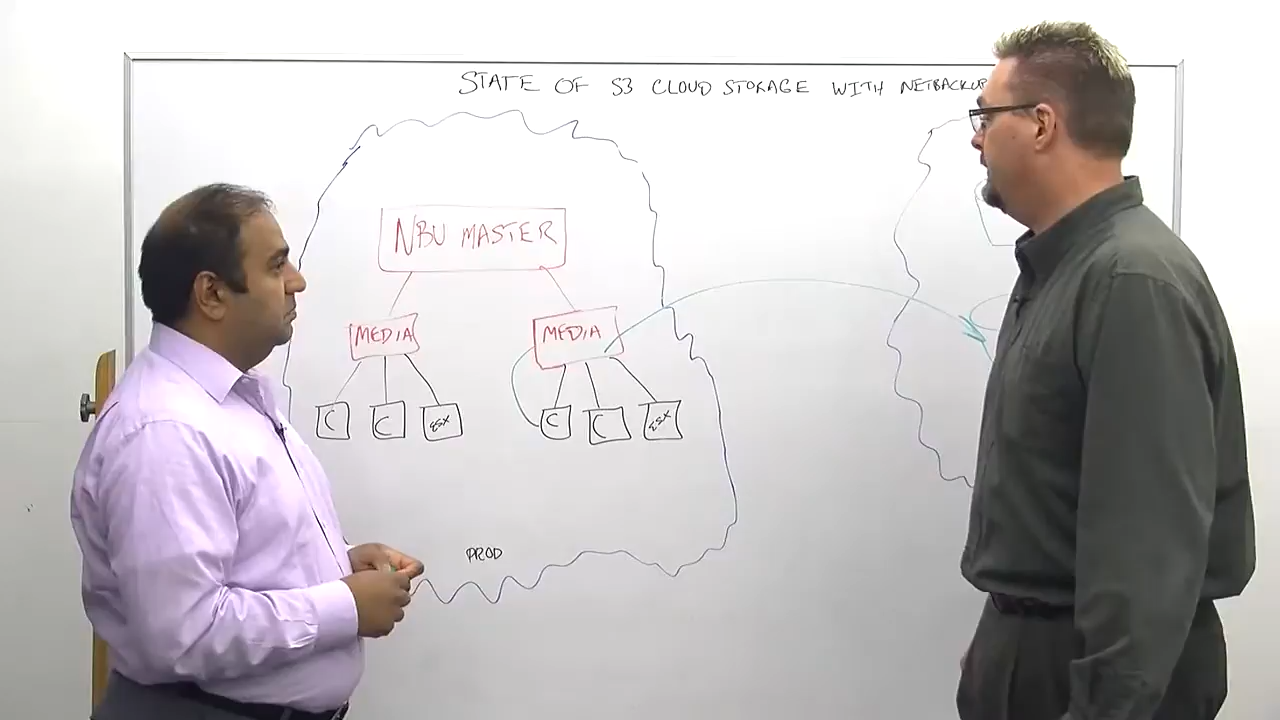 STATE OF S3 CLOUD STORAGE WITH NETBACKUP
NBU MASTER
MEDIA MEDIA
C C ESX C C ESX
PROD